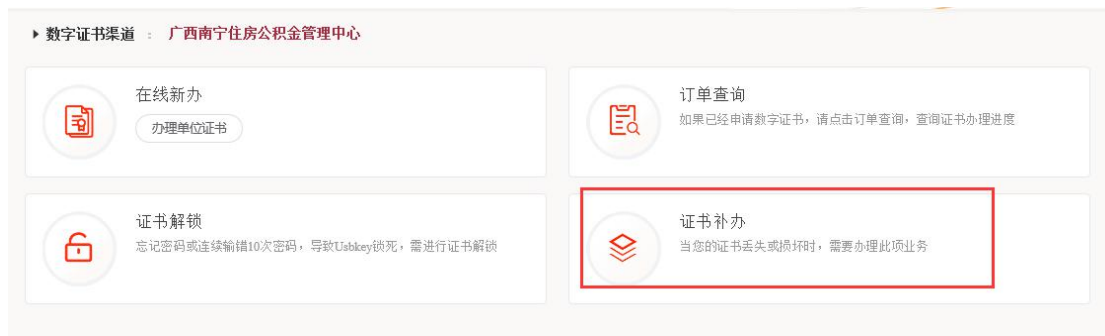 数字证书渠道 : 广西南宁住房公积金管理中心
在线新办
办理单位证书
订单查询
如果已经申请数字证书，请点击订单查询，查询证书办理进度
证书解锁
忘记密码或连续输错10次密码，导致Usbkey锁死，需进行证书解锁
证书补办
当您的证书丢失或损坏时，需要办理此项业务